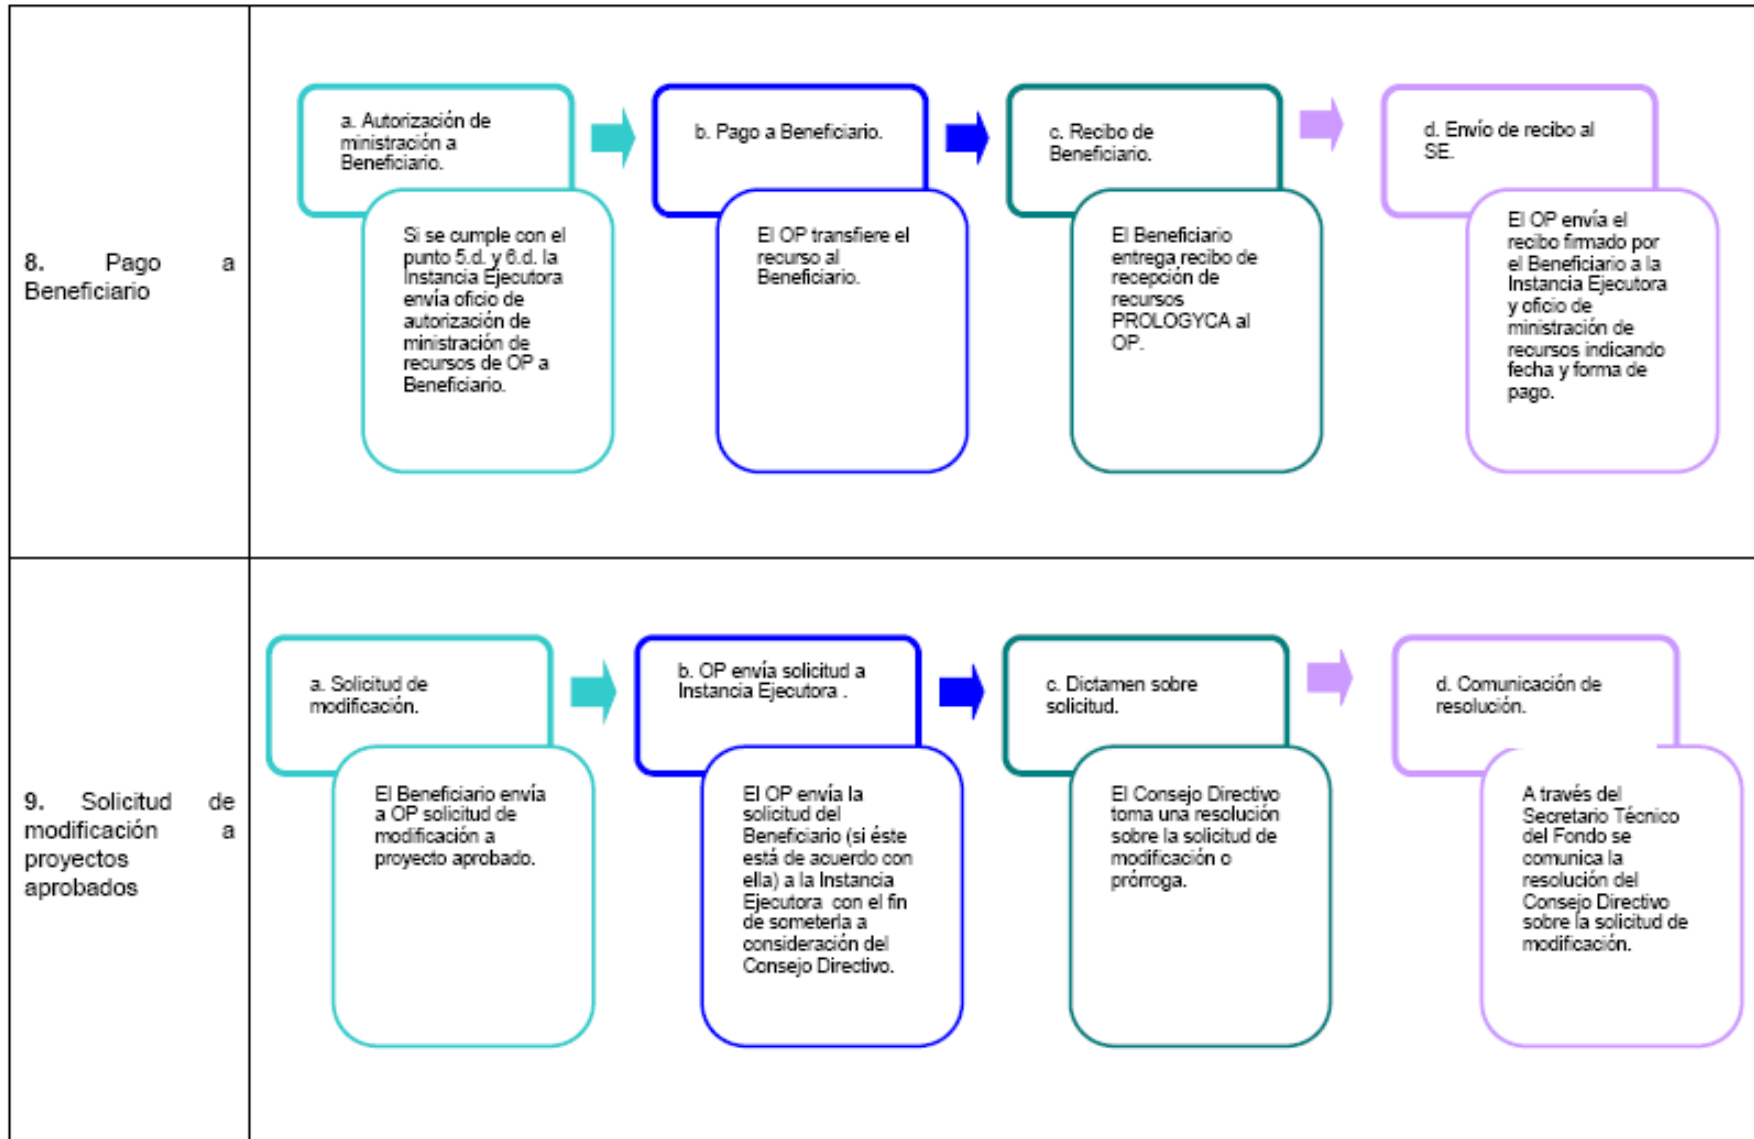 8. Pago a
Beneficiario
a. Autorización de
ministración a
Beneficiario.
Si se cumple con el
punto 5.d. y 6.d. la
Instancia Ejecutora
envía oficio de
autorización de
ministración de
recursos de OP a
Beneficiario.
b. Pago a Beneficiario.
El OP transfiere el
recurso al
Beneficiario.
c. Recibo de
Beneficiario.
El Beneficiario
entrega recibo de
recepción de
recursos
PROLOGYCA al
OP.
d. Envío de recibo al
SE.
El OP envía el
recibo firmado por
el Beneficiario a la
Instancia Ejecutora
y oficio de
ministración de
recursos indicando
fecha y forma de
pago.
9. Solicitud de
modificación a
proyectos
aprobados
a. Solicitud de
modificación.
El Beneficiario envía
a OP solicitud de
modificación a
proyecto aprobado.
b. OP envía solicitud a
Instancia Ejecutora .
El OP envía la
solicitud del
Beneficiario (si éste
está de acuerdo con
ella) a la Instancia
Ejecutora con el fin
de someterla a
consideración del
Consejo Directivo.
c. Dictamen sobre
solicitud.
El Consejo Directivo
toma una resolución
sobre la solicitud de
modificación o
prórroga.
d. Comunicación de
resolución.
A través del
Secretario Técnico
del Fondo se
comunica la
resolución del
Consejo Directivo
sobre la solicitud de
modificación.